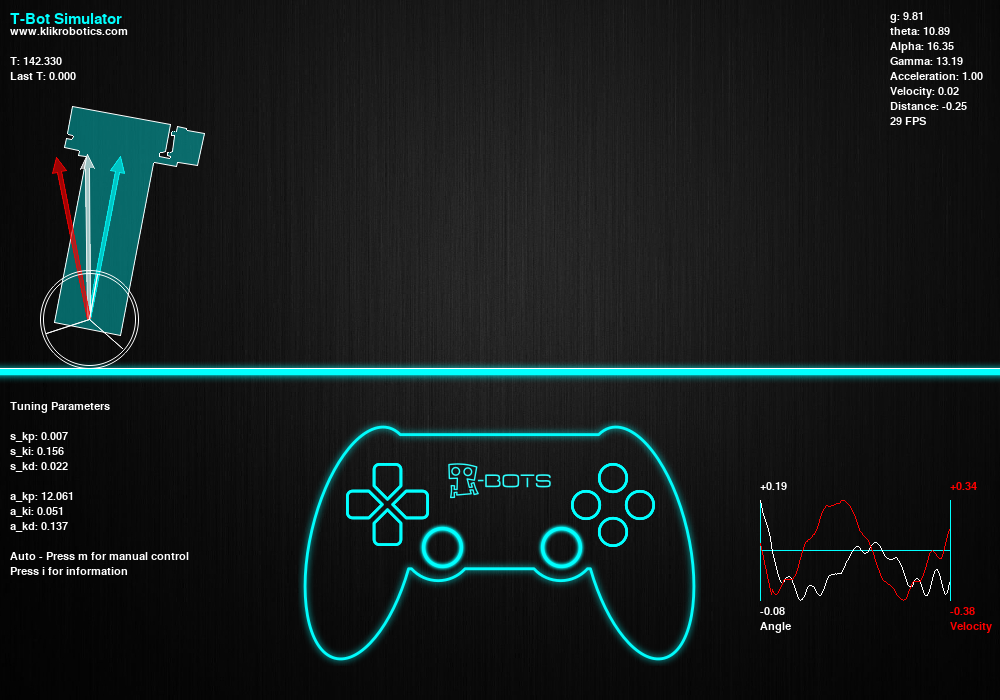 T-Bot Simulator
www.klikrobotics.com
T: 142.330
Last T: 0.000
g: 9.81
theta: 10.89
Alpha: 16.35
Gamma: 13.19
Acceleration: 1.00
Velocity: 0.02
Distance: -0.25
29 FPS
Tuning Parameters
s_kp: 0.007
s_ki: 0.156
s_kd: 0.022
a_kp: 12.061
a_ki: 0.051
a_kd: 0.137
Auto - Press m for manual control
Press i for information
-BOTS
+0.19
+0.34
-0.08
-0.38
Angle
Velocity